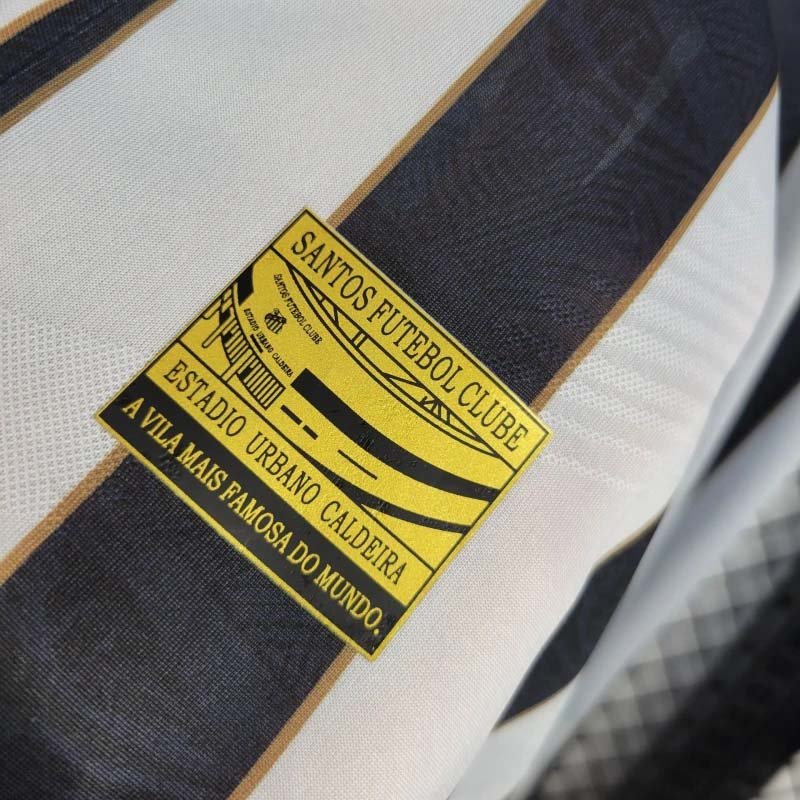 SANTOS FUTEBOL CLUBE
SANTOS FUTEBOL CLUBE
ESTADIO URBANO CALDEIRA
ESTADIO URBANO CALDEIRA
A VILA MAIS FAMOSA DO MUNDO.